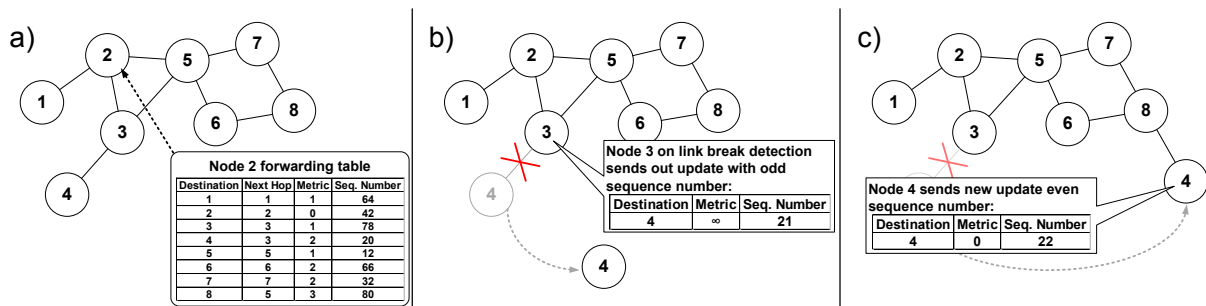 a)
7
2
5
1
8
6
3
4
Node 2 forwarding table
Destination Next Hop Metric Seq. Number
1 1 1 64
2 2 0 42
3 3 1 78
4 3 2 20
5 5 1 12
6 6 2 66
7 7 2 32
8 5 3 80
b)
7
2
5
1
8
6
3
4
Node 3 on link break detection
sends out update with odd
sequence number:
Destination Metric Seq. Number
4 ∞ 21
4
c)
7
2
5
1
8
6
3
4
Node 4 sends new update even
sequence number:
Destination Metric Seq. Number
4 0 22